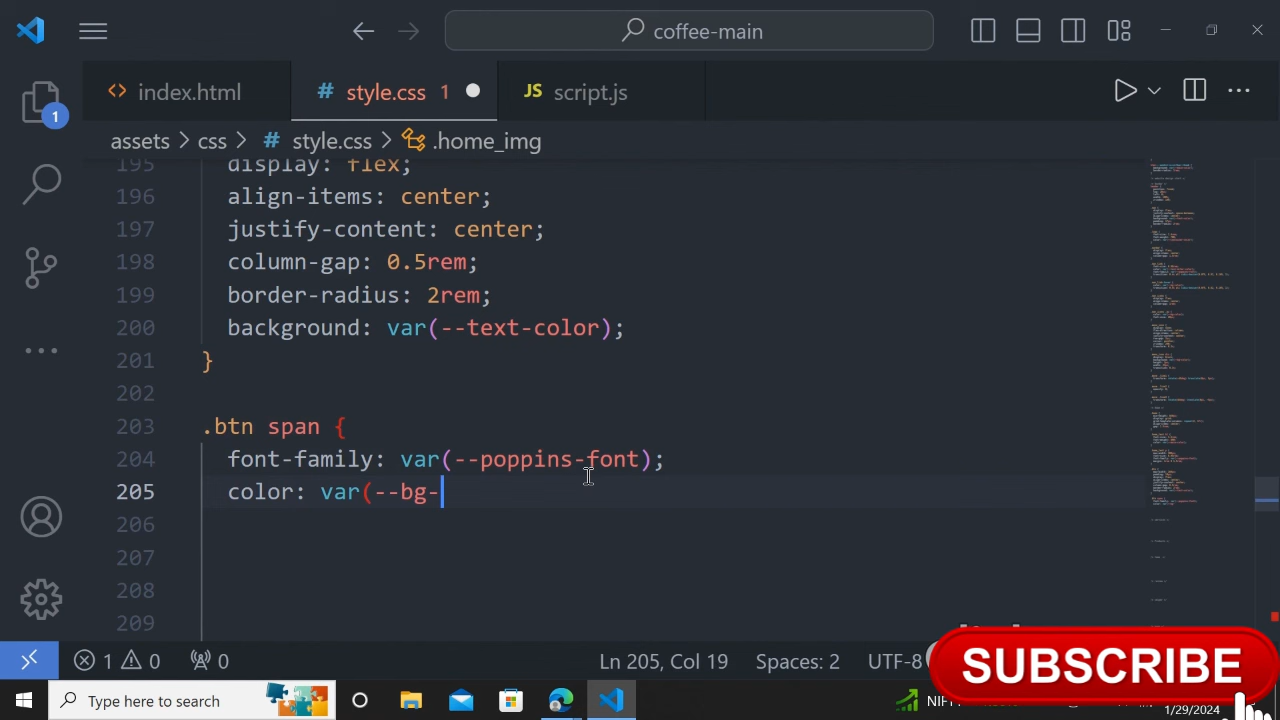 coffee-main
index.html
# style.css 1
JS script.js
1
assets > css > # style.css > .home_img
195 display: flex;
196 align-items: center;
197 justify-content: center;
198 column-gap: 0.5rem;
199 border-radius: 2rem;
200 background: var(--text-color);
201 }
202
203 .btn span {
204 font-family: var(--poppins-font);
205 color: var(--bg-
206
207
208
209
1 0 0 Ln 205, Col 19 Spaces: 2 UTF-8
SUBSCRIBE
Type here to search
1/29/2024